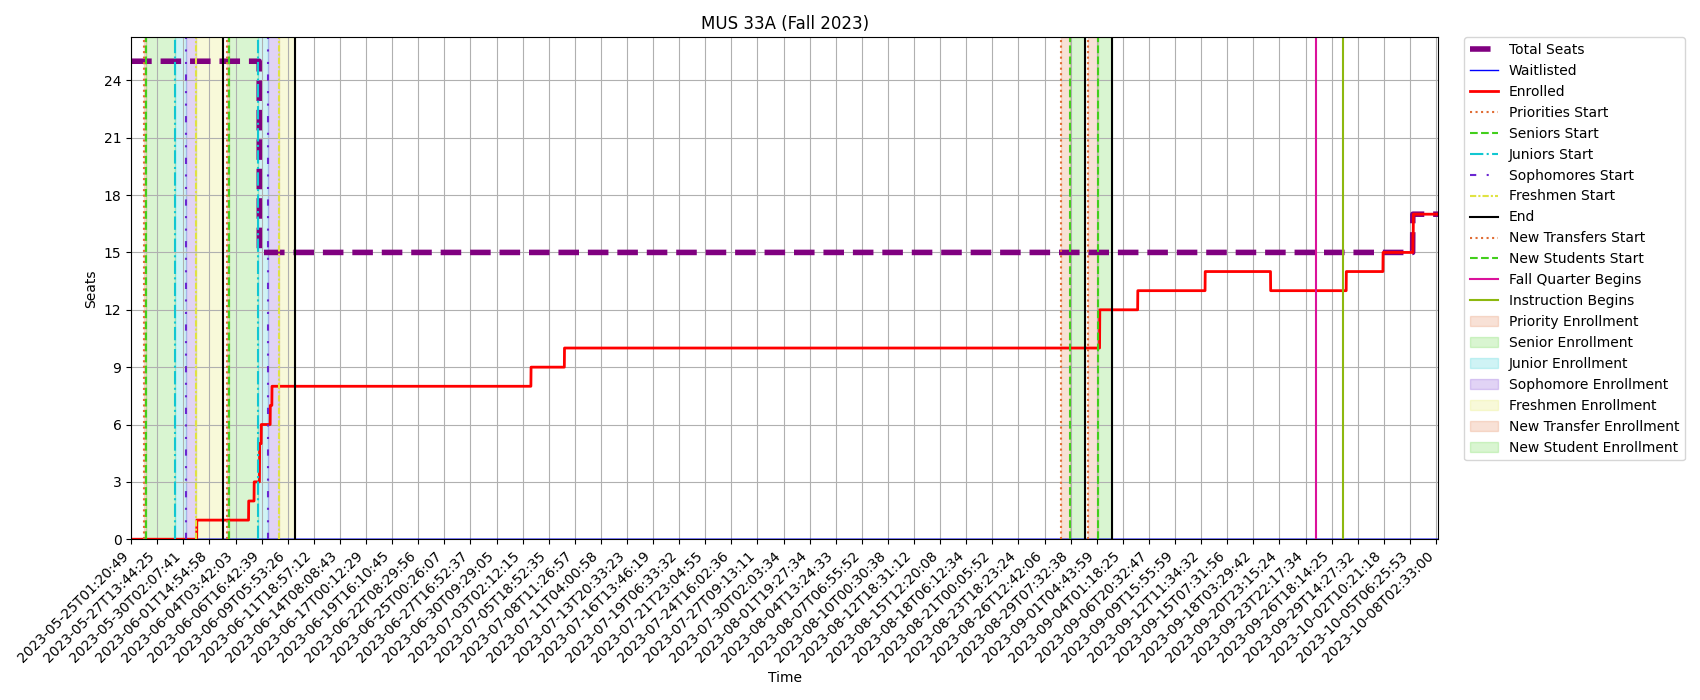 MUS 33A (Fall 2023)
Seats
24
21
18
15
12
9
6
3
0
2023-05-25T01:20:49
2023-05-27T13:44:25
2023-05-30T02:07:41
2023-06-01T14:54:58
2023-06-04T03:42:03
2023-06-06T16:42:39
2023-06-09T05:53:26
2023-06-11T18:57:12
2023-06-14T08:08:43
2023-06-17T00:12:29
2023-06-19T16:10:45
2023-06-22T08:29:56
2023-06-25T00:26:07
2023-06-27T16:52:37
2023-06-30T09:29:05
2023-07-03T02:12:15
2023-07-05T18:52:35
2023-07-08T11:26:57
2023-07-11T04:00:58
2023-07-13T20:33:23
2023-07-16T13:46:19
2023-07-19T06:33:32
2023-07-21T23:04:55
2023-07-24T16:02:36
2023-07-27T09:13:11
2023-07-30T02:03:34
2023-08-01T19:27:34
2023-08-04T13:24:33
2023-08-07T06:55:52
2023-08-10T00:30:38
2023-08-12T18:31:12
2023-08-15T12:20:08
2023-08-18T06:12:34
2023-08-21T00:05:52
2023-08-23T18:23:24
2023-08-26T12:42:06
2023-08-29T07:32:38
2023-09-01T04:43:59
2023-09-04T01:18:25
2023-09-06T20:32:47
2023-09-09T15:55:59
2023-09-12T11:34:32
2023-09-15T07:31:56
2023-09-18T03:29:42
2023-09-20T23:15:24
2023-09-23T22:17:34
2023-09-26T18:14:25
2023-09-29T14:27:32
2023-10-02T10:21:18
2023-10-05T06:25:53
2023-10-08T02:33:00
Time
Total Seats
Waitlisted
Enrolled
Priorities Start
Seniors Start
Juniors Start
Sophomores Start
Freshmen Start
End
New Transfers Start
New Students Start
Fall Quarter Begins
Instruction Begins
Priority Enrollment
Senior Enrollment
Junior Enrollment
Sophomore Enrollment
Freshmen Enrollment
New Transfer Enrollment
New Student Enrollment